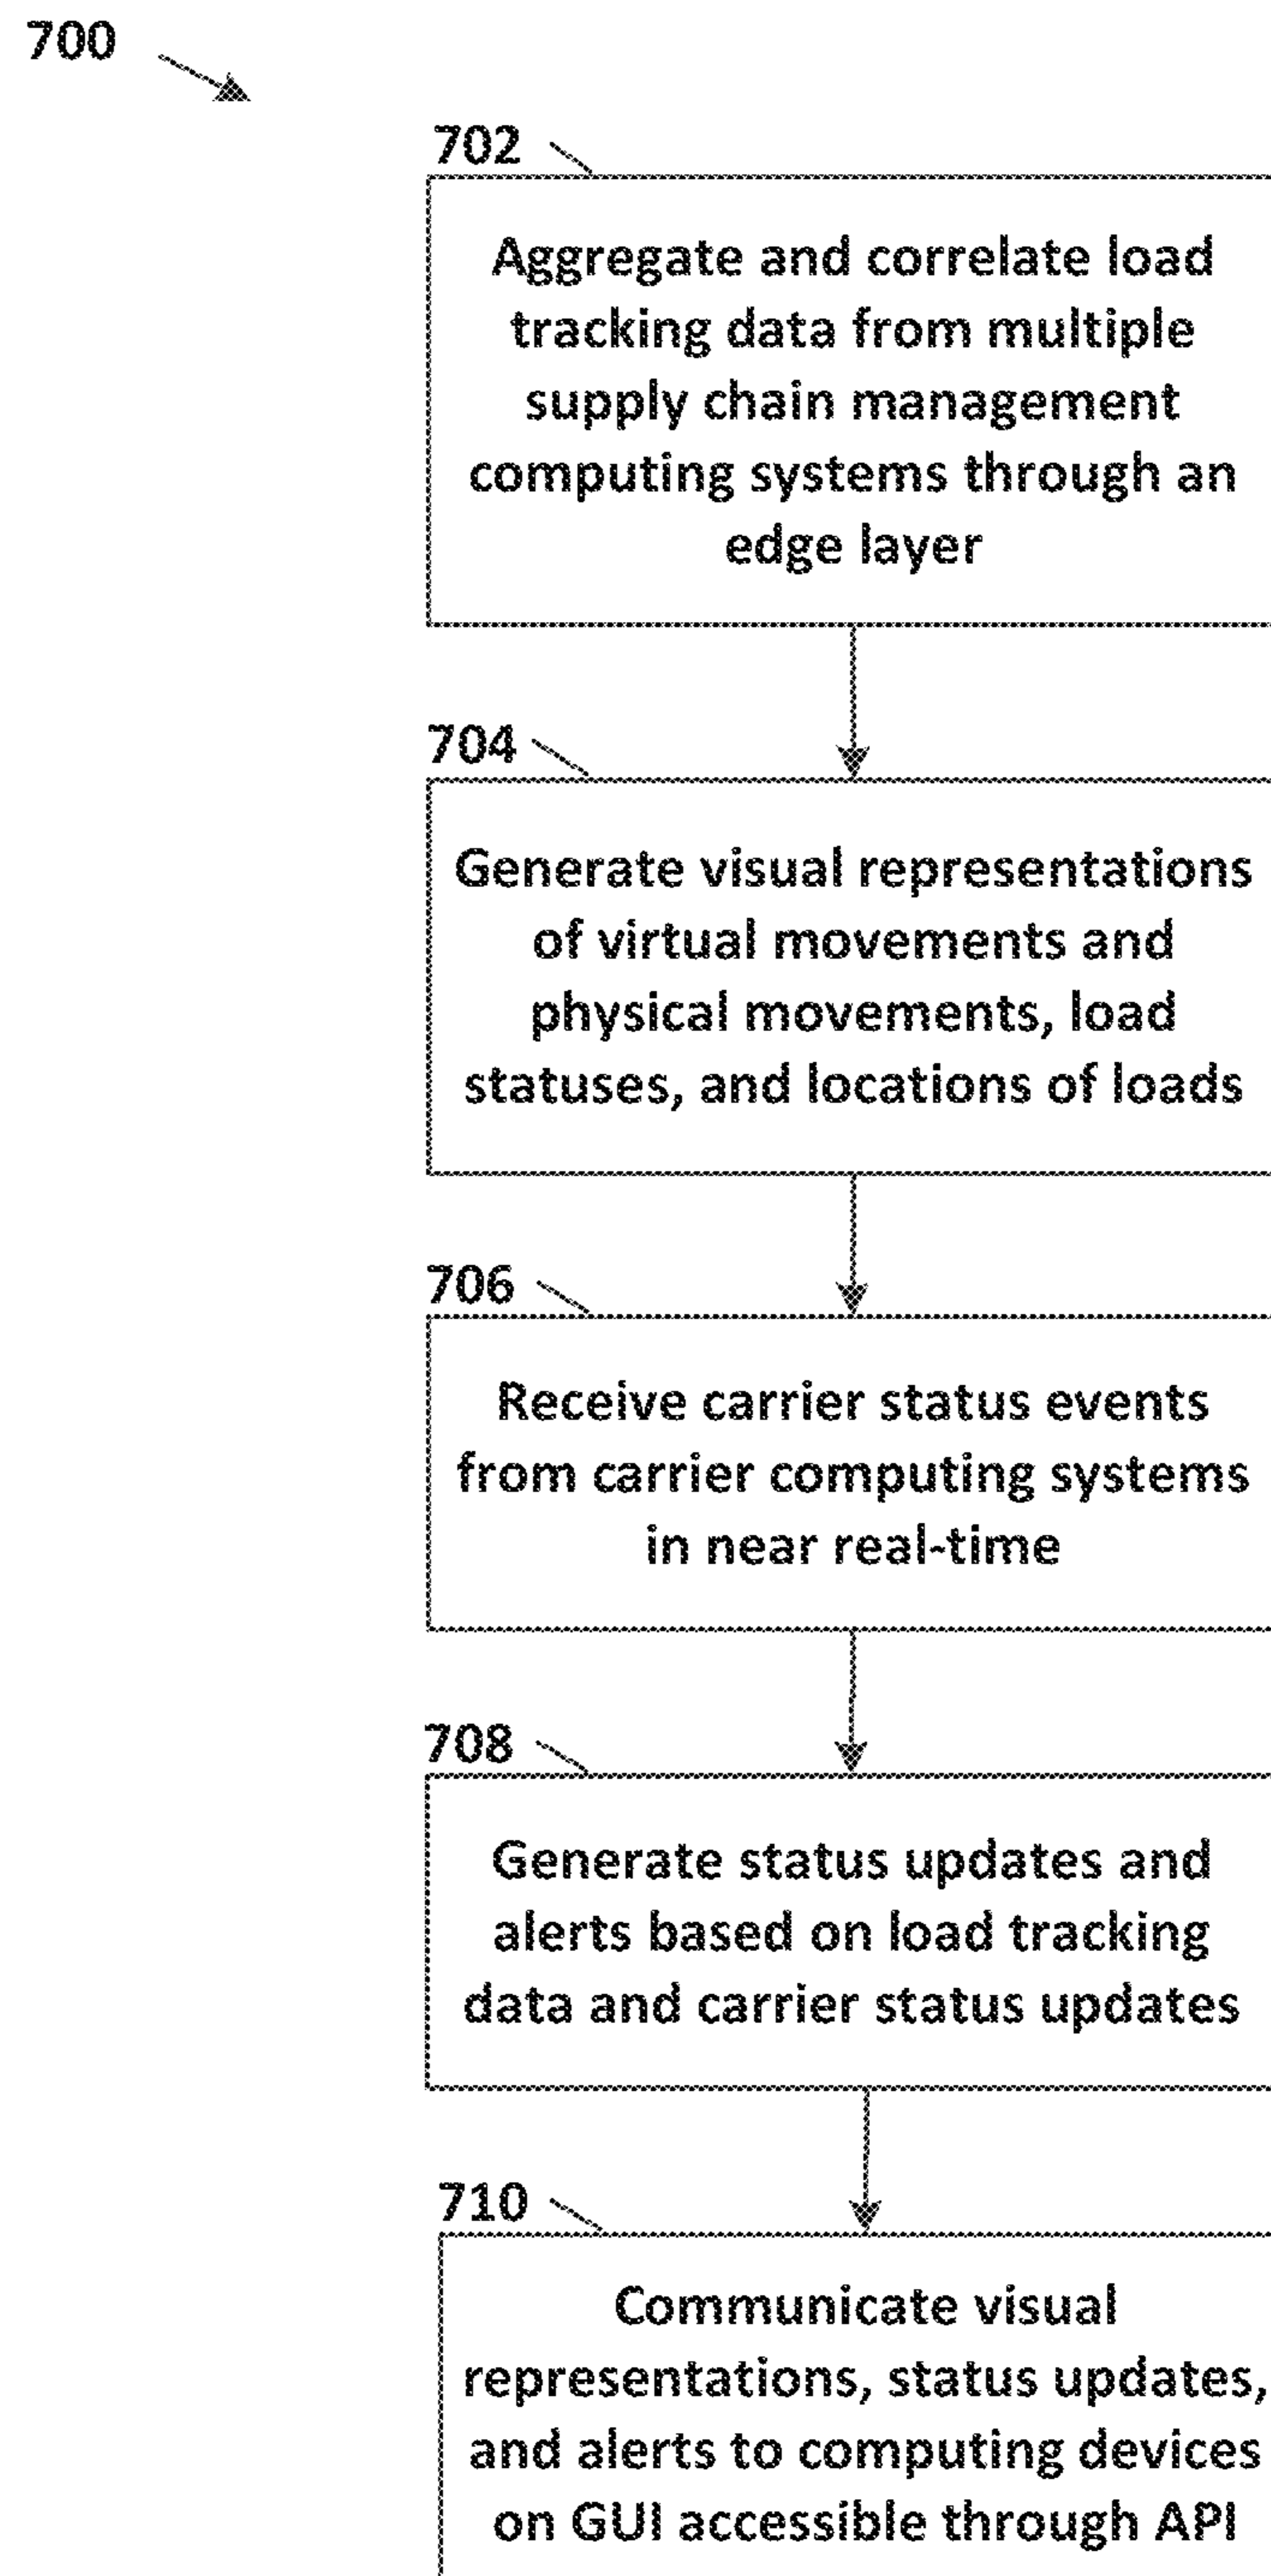 700
702
Aggregate and correlate load
tracking data from multiple
supply chain management
computing systems through an
edge layer
704
Generate visual representations
of virtual movements and
physical movements, load
statuses, and locations of loads
706
Receive carrier status events
from carrier computing systems
in near real-time
708
Generate status updates and
alerts based on load tracking
data and carrier status updates
710
Communicate visual
representations, status updates,
and alerts to computing devices
on GUI accessible through API